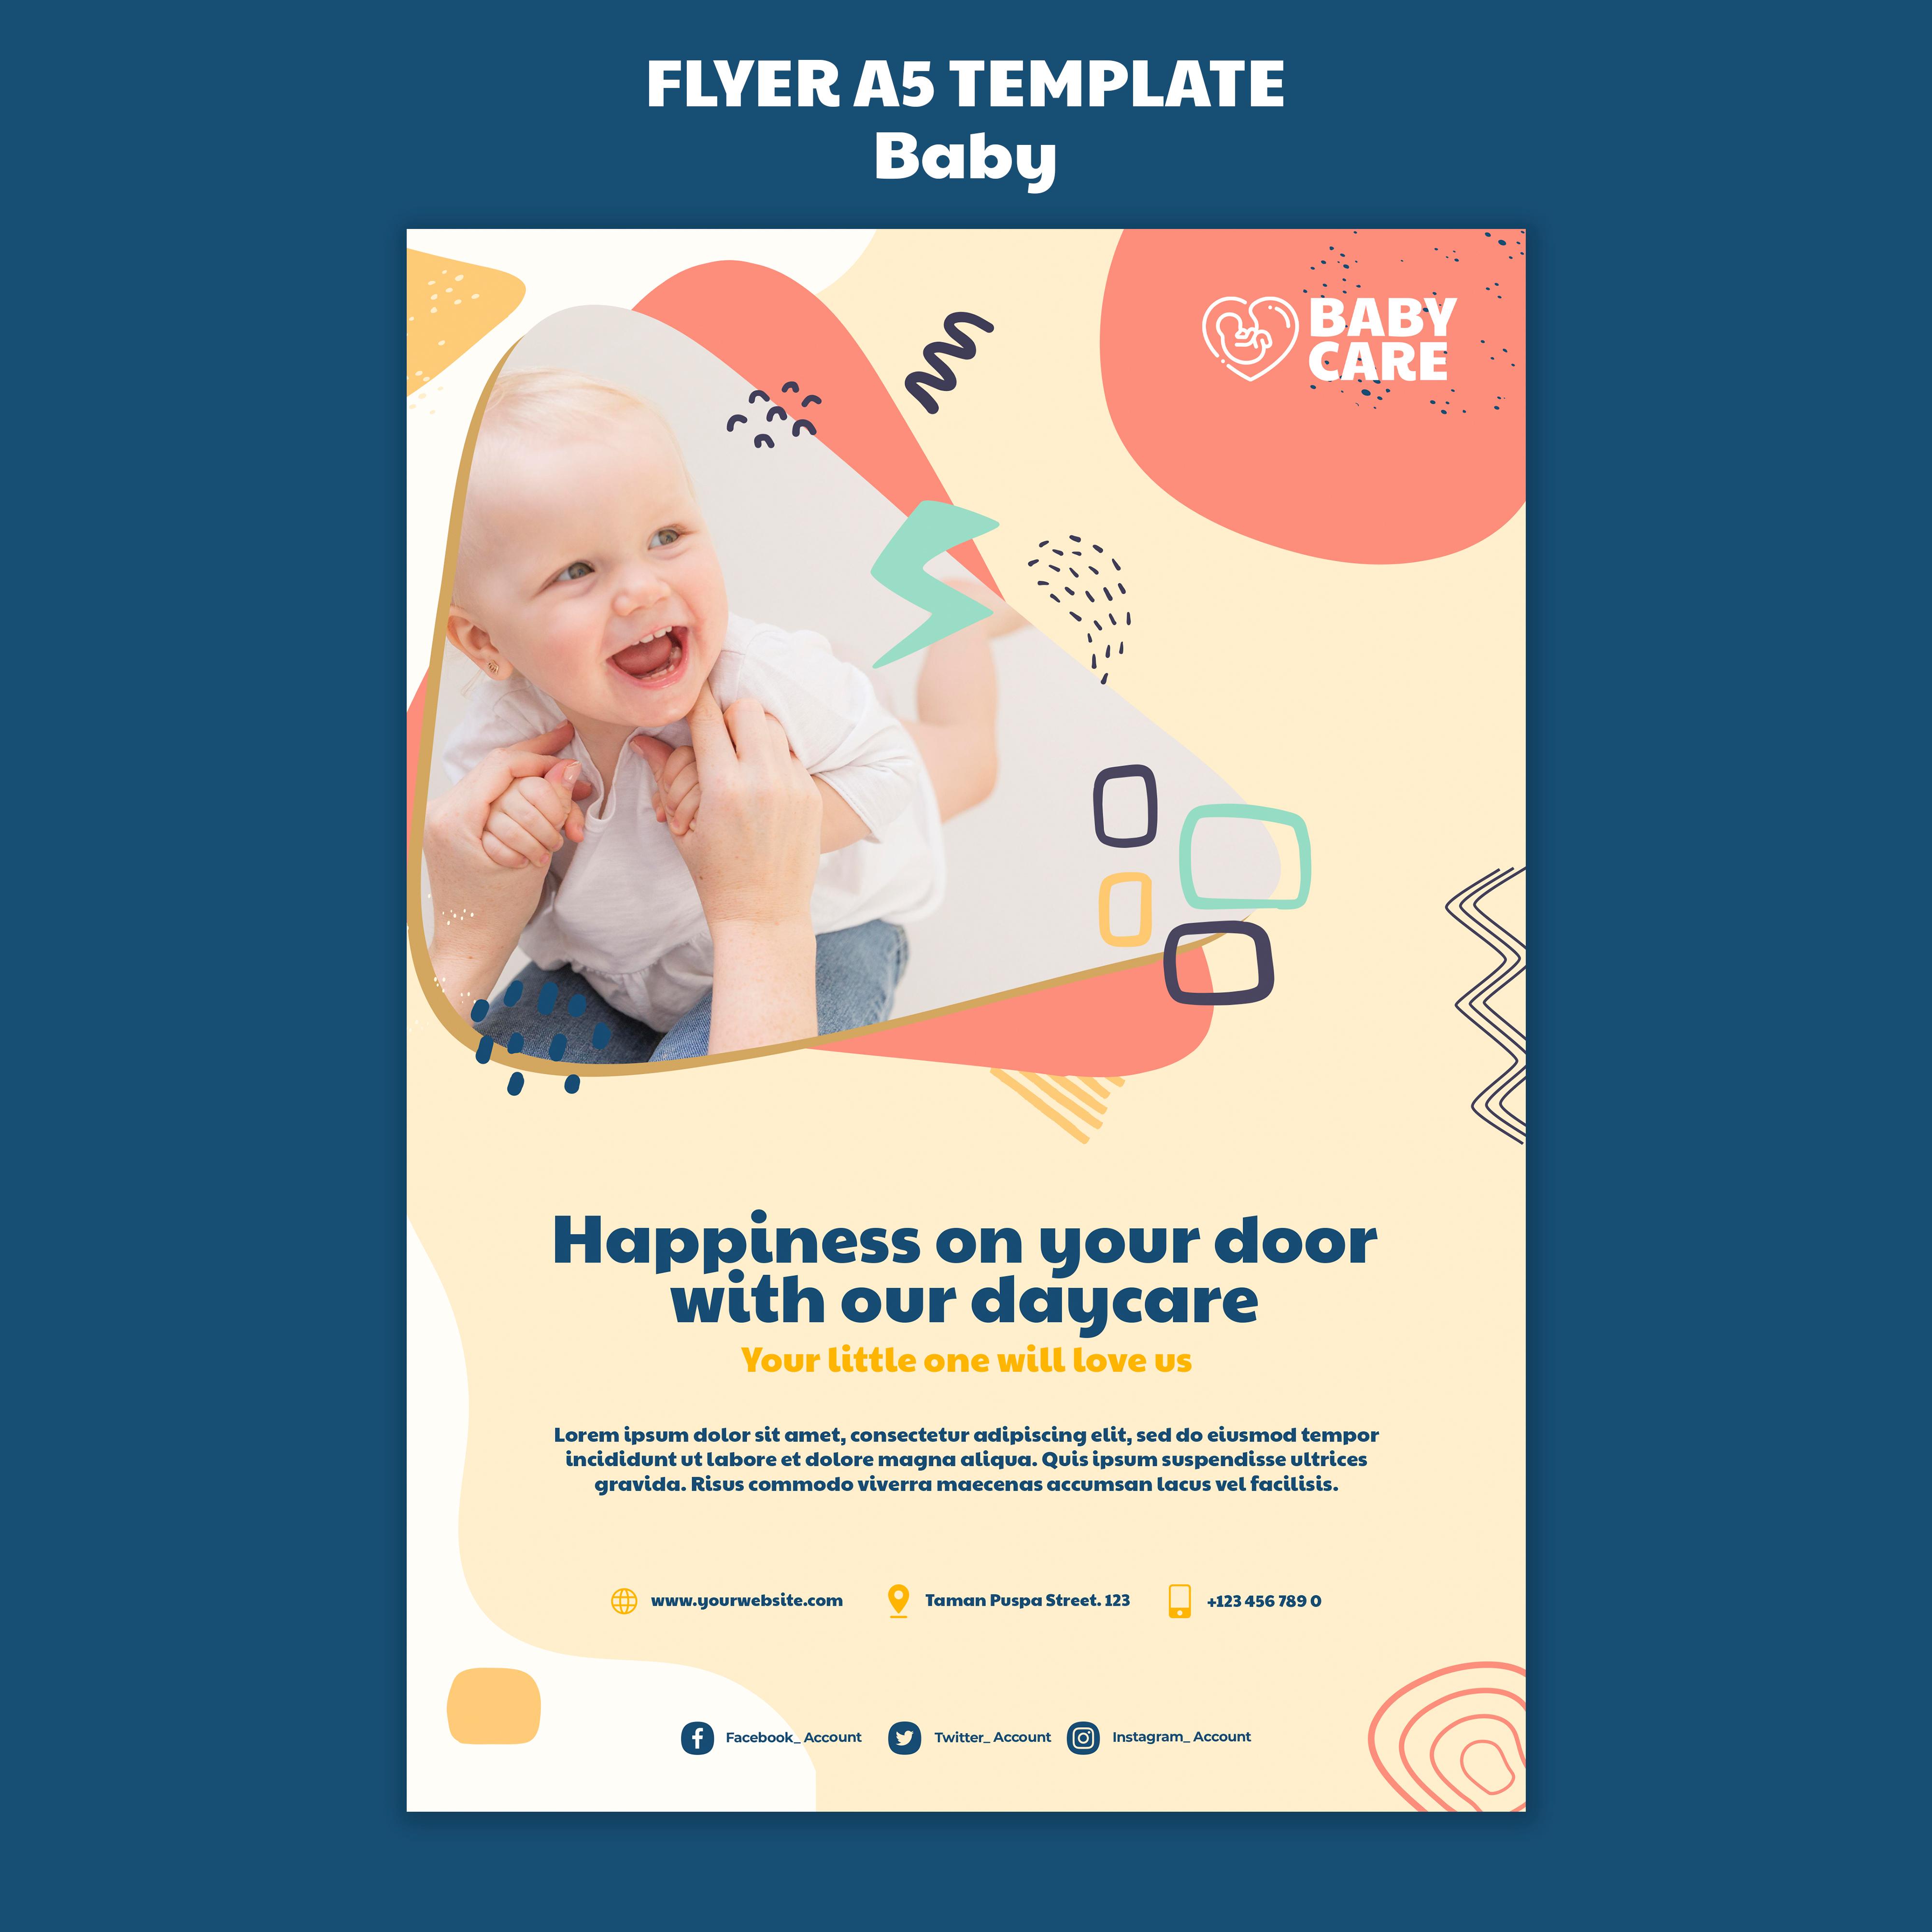 FLYER A5 TEMPLATE
Baby
BABY
CARE
Happiness on your door
with our daycare
Your little one will love us
Lorem ipsum dolor sit amet, consectetur adipiscing elit, sed do eiusmod tempor
incididunt ut labore et dolore magna aliqua. Quis ipsum suspendisse ultrices
gravida. Risus commodo viverra maecenas accumsan lacus vel facilisis.
www.yourwebsite.com Taman Puspa Street. 123 +123 456 789 0
Facebook_ Account Twitter_ Account Instagram_ Account